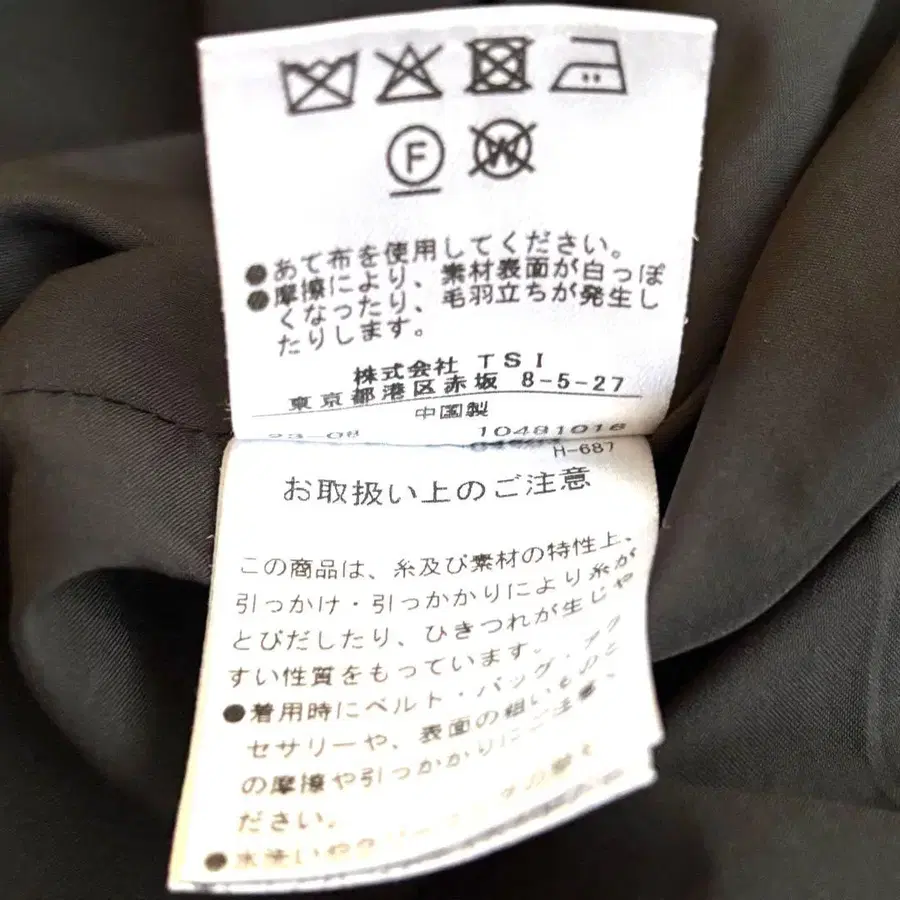 F W
●あて布を使用してください。
●摩擦により、素材表面が白っぽ
くなったり、毛羽立ちが発生し
たりします。
株式会社 TSI
東京都港区赤坂 8-5-27
中国製
23-08 10481016
H-687
お取扱い上のご注意
この商品は、糸及び素材の特性上、
引っかけ・引っかかりにより糸が
とびだしたり、ひきつれが生じや
すい性質をもっています。
●着用時にベルト・バッグ・アク
セサリーや、表面の粗いものと
の摩擦や引っかかりにご注意、
ださい。
●水洗いや